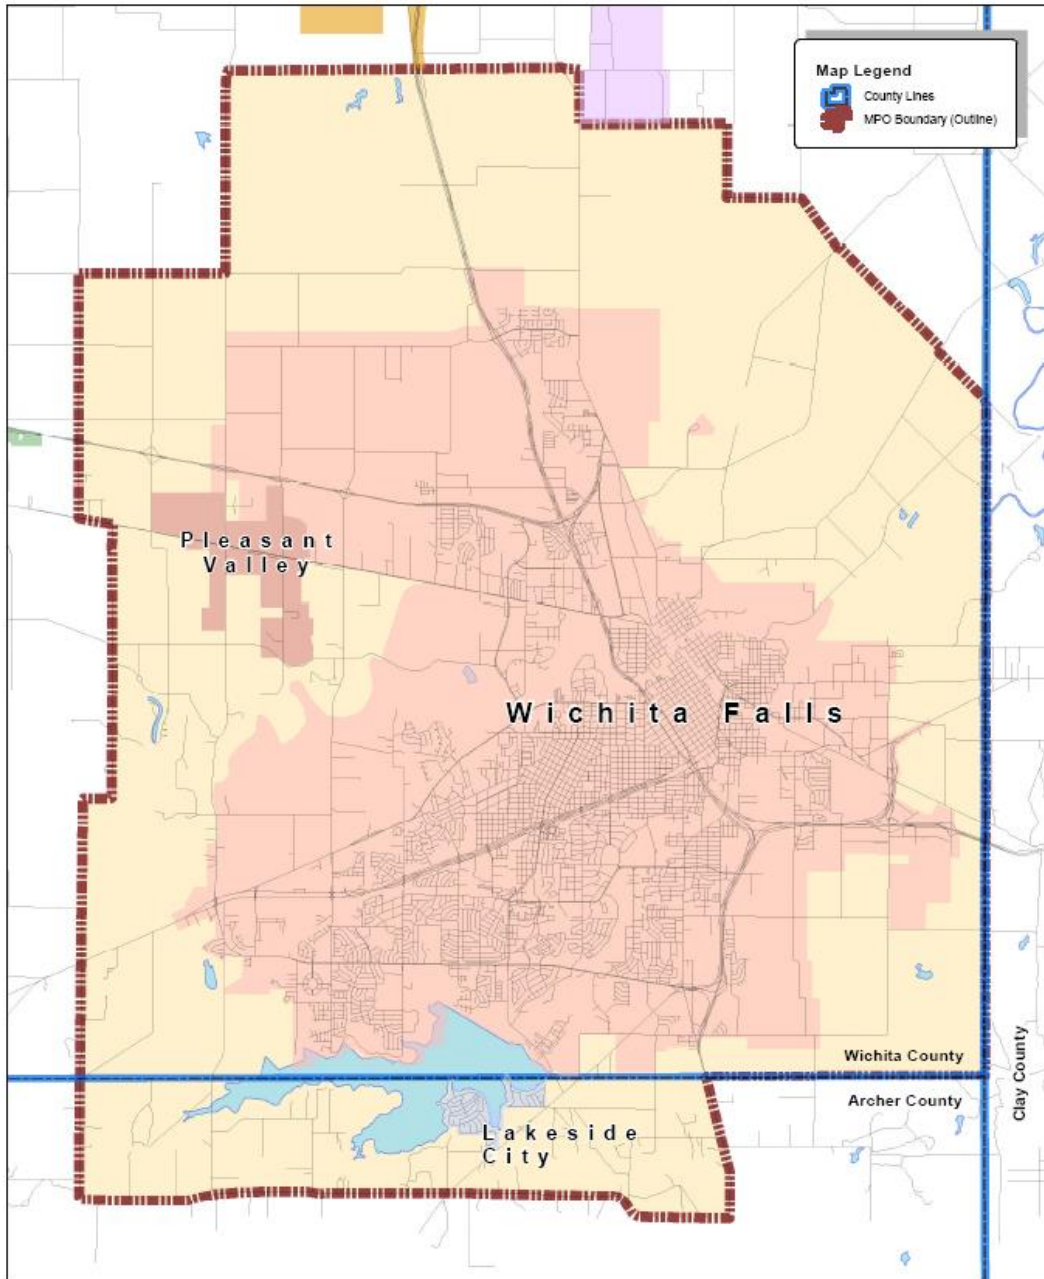 Map Legend
County Lines
MPO Boundary (Outline)
Pleasant
Valley
Wichita Falls
Wichita County
Archer County
Clay County
Lakeside
City